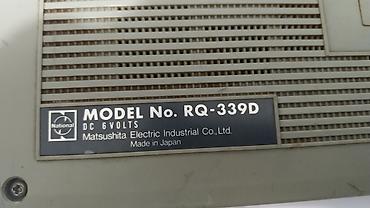 National
MODEL No. RQ-339D
DC 6VOLTS
Matsushita Electric Industrial Co., Ltd.
Made in Japan